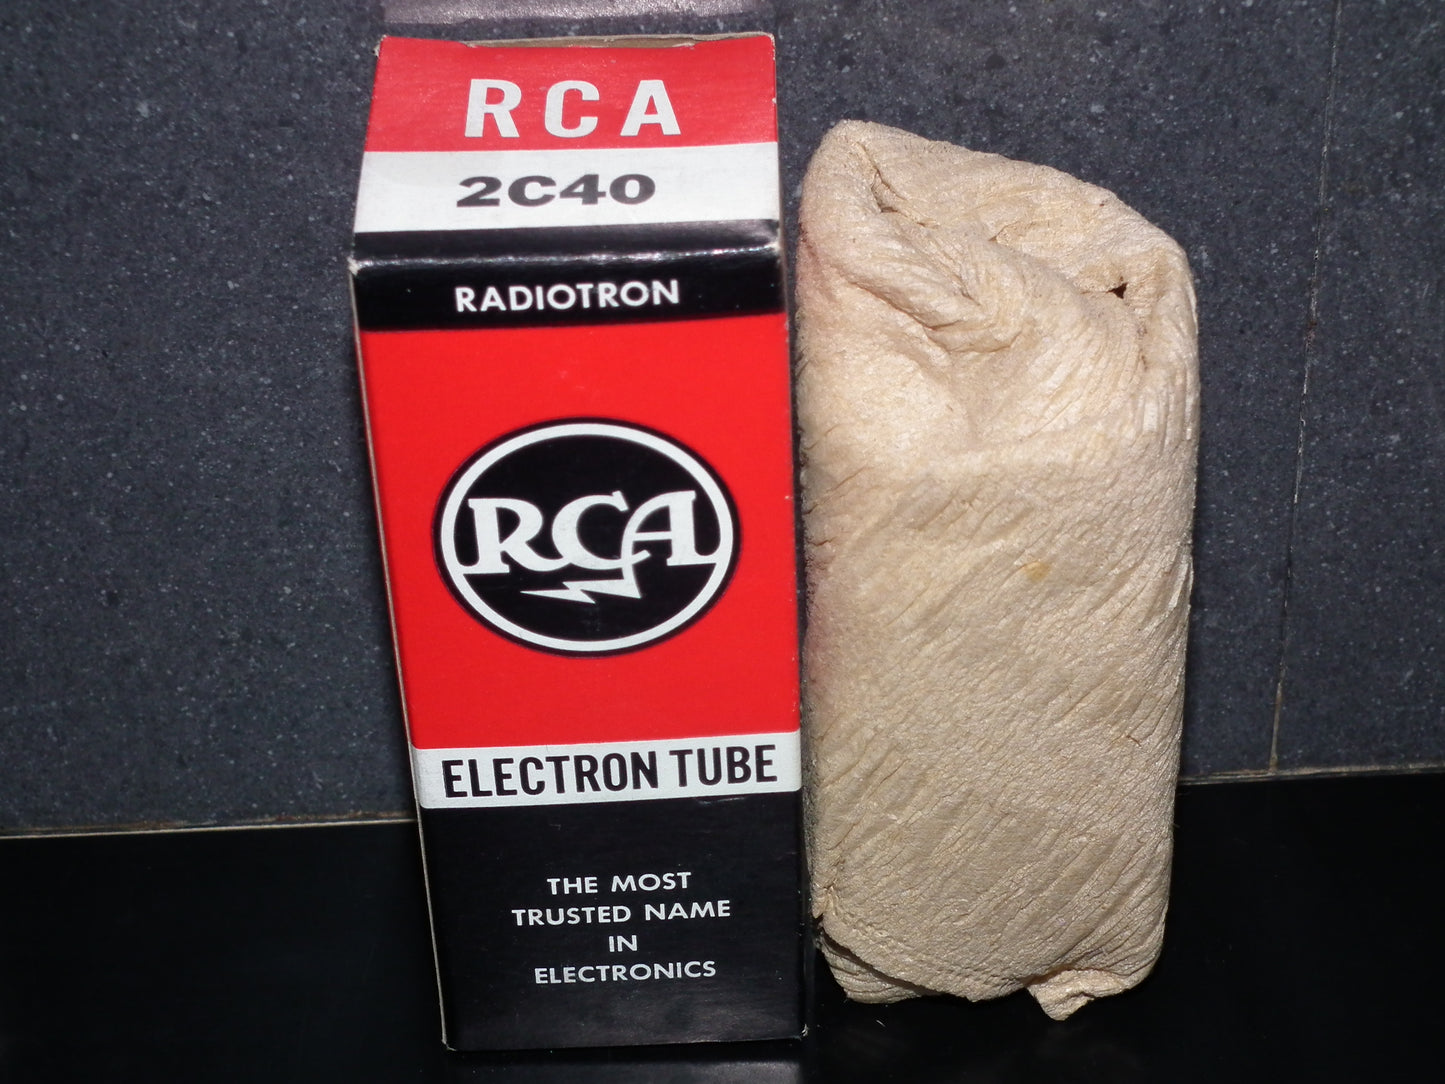 RCA
2C40
RADIOTRON
RCA
ELECTRON TUBE
THE MOST
TRUSTED NAME
IN
ELECTRONICS